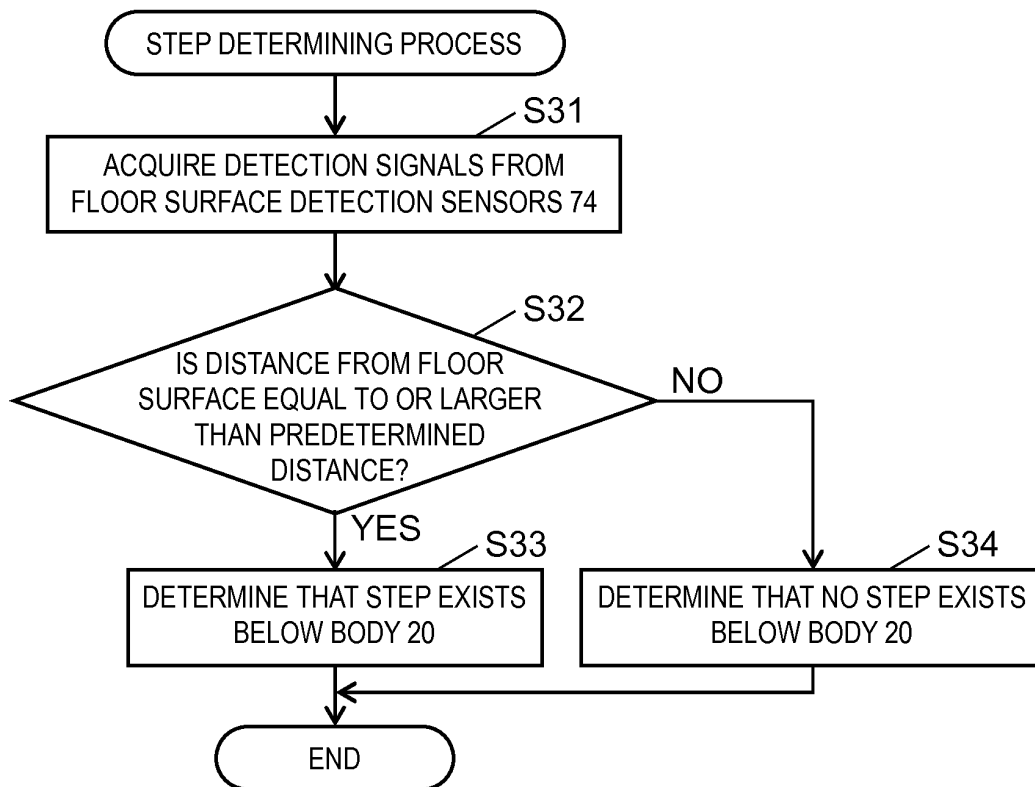 STEP DETERMINING PROCESS
S31
ACQUIRE DETECTION SIGNALS FROM
FLOOR SURFACE DETECTION SENSORS 74
S32
IS DISTANCE FROM FLOOR
SURFACE EQUAL TO OR LARGER
THAN PREDETERMINED
DISTANCE?
NO
YES
S33
DETERMINE THAT STEP EXISTS
BELOW BODY 20
S34
DETERMINE THAT NO STEP EXISTS
BELOW BODY 20
END